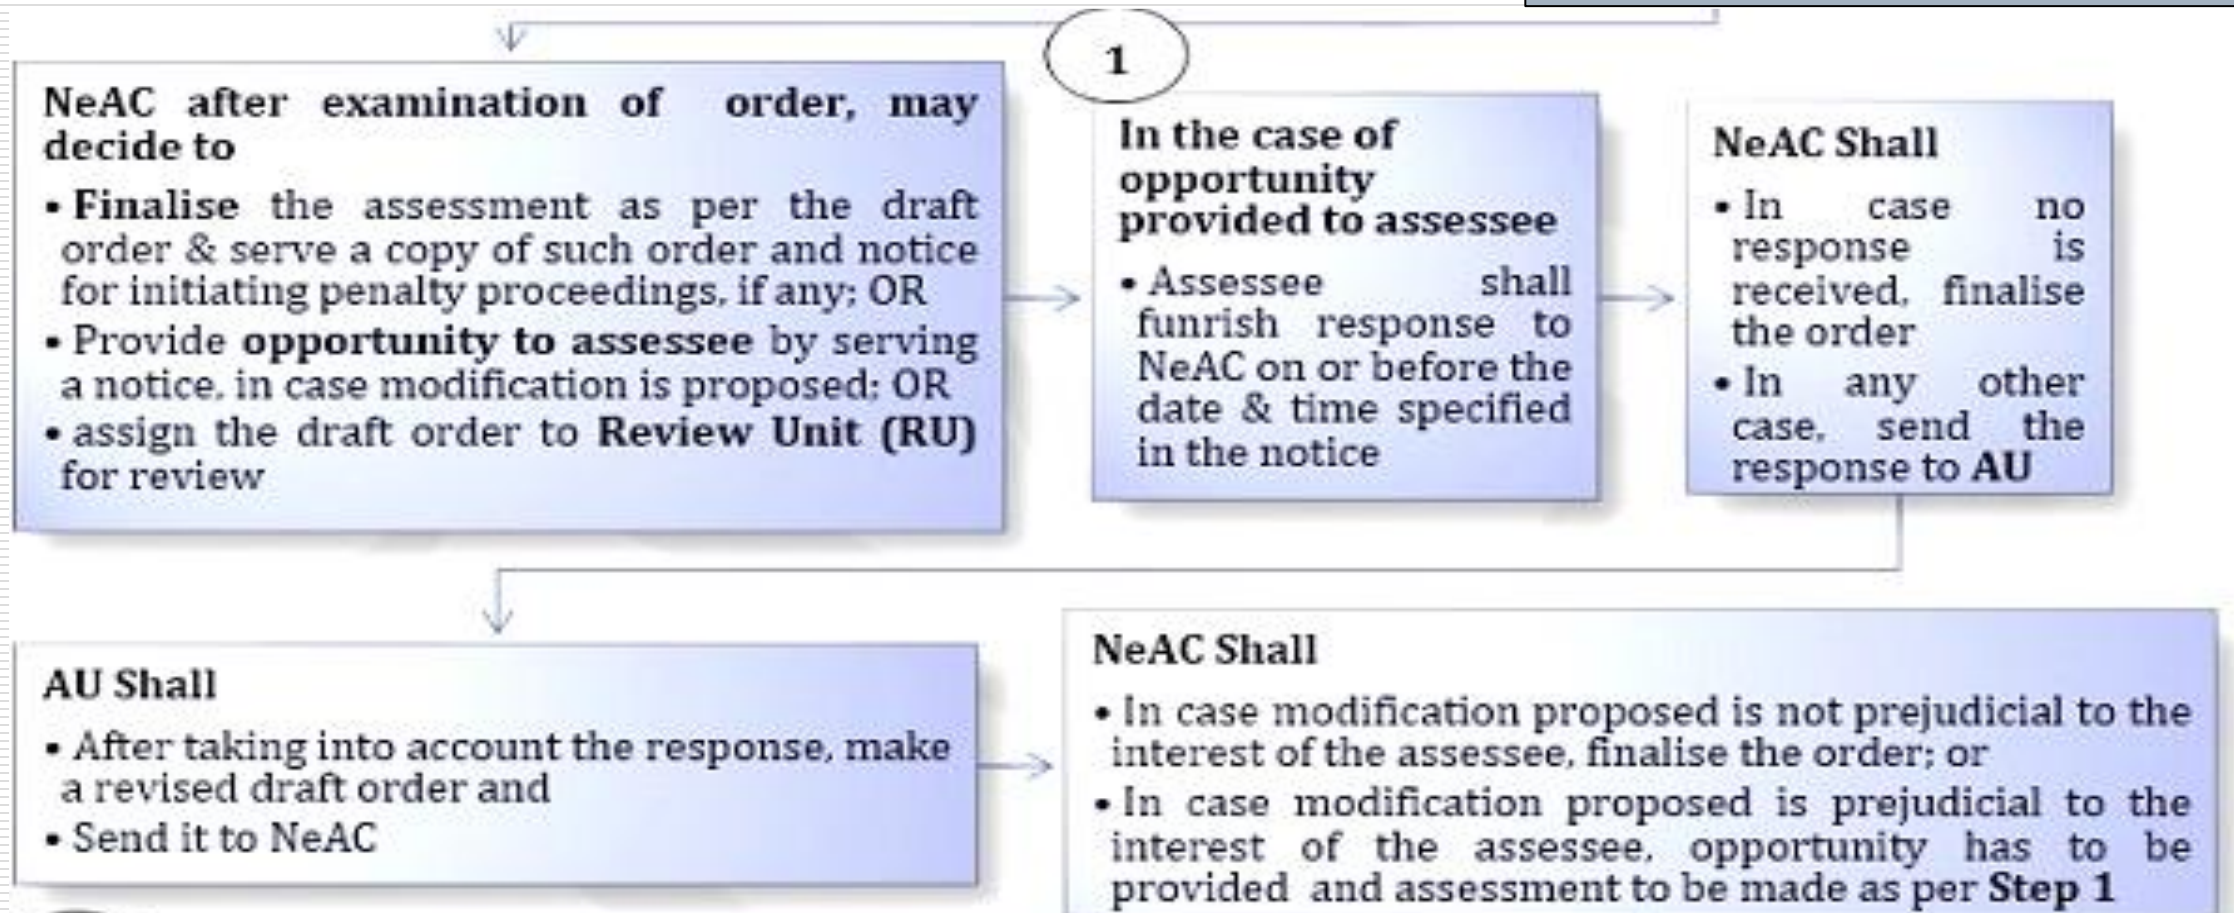 1
NeAC after examination of order, may
decide to
• Finalise the assessment as per the draft
order & serve a copy of such order and notice
for initiating penalty proceedings, if any; OR
• Provide opportunity to assessee by serving
a notice, in case modification is proposed; OR
• assign the draft order to Review Unit (RU)
for review
In the case of
opportunity
provided to assessee
• Assessee shall
funrish response to
NeAC on or before the
date & time specified
in the notice
NeAC Shall
• In case no
response is
received, finalise
the order
• In any other
case, send the
response to AU
AU Shall
• After taking into account the response, make
a revised draft order and
• Send it to NeAC
NeAC Shall
• In case modification proposed is not prejudicial to the
interest of the assessee, finalise the order; or
• In case modification proposed is prejudicial to the
interest of the assessee, opportunity has to be
provided and assessment to be made as per Step 1